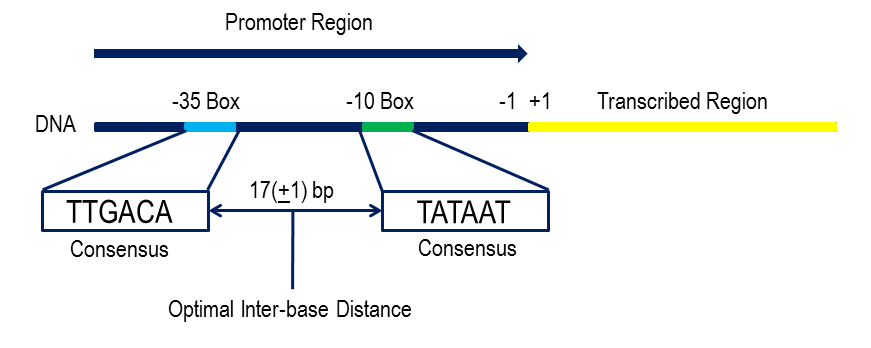 Promoter Region
-35 Box
-10 Box
-1 +1
Transcribed Region
DNA
17(±1) bp
TTGACA
TATAAT
Consensus
Consensus
Optimal Inter-base Distance